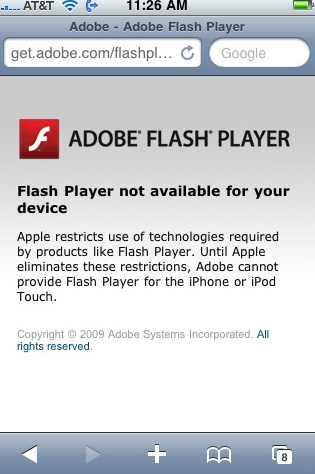 AT&T 11:26 AM
Adobe - Adobe Flash Player
get.adobe.com/flashpl... Google
ADOBE® FLASH® PLAYER
Flash Player not available for your
device
Apple restricts use of technologies required
by products like Flash Player. Until Apple
eliminates these restrictions, Adobe cannot
provide Flash Player for the iPhone or iPod
Touch.
Copyright © 2009 Adobe Systems Incorporated. All
rights reserved.
8